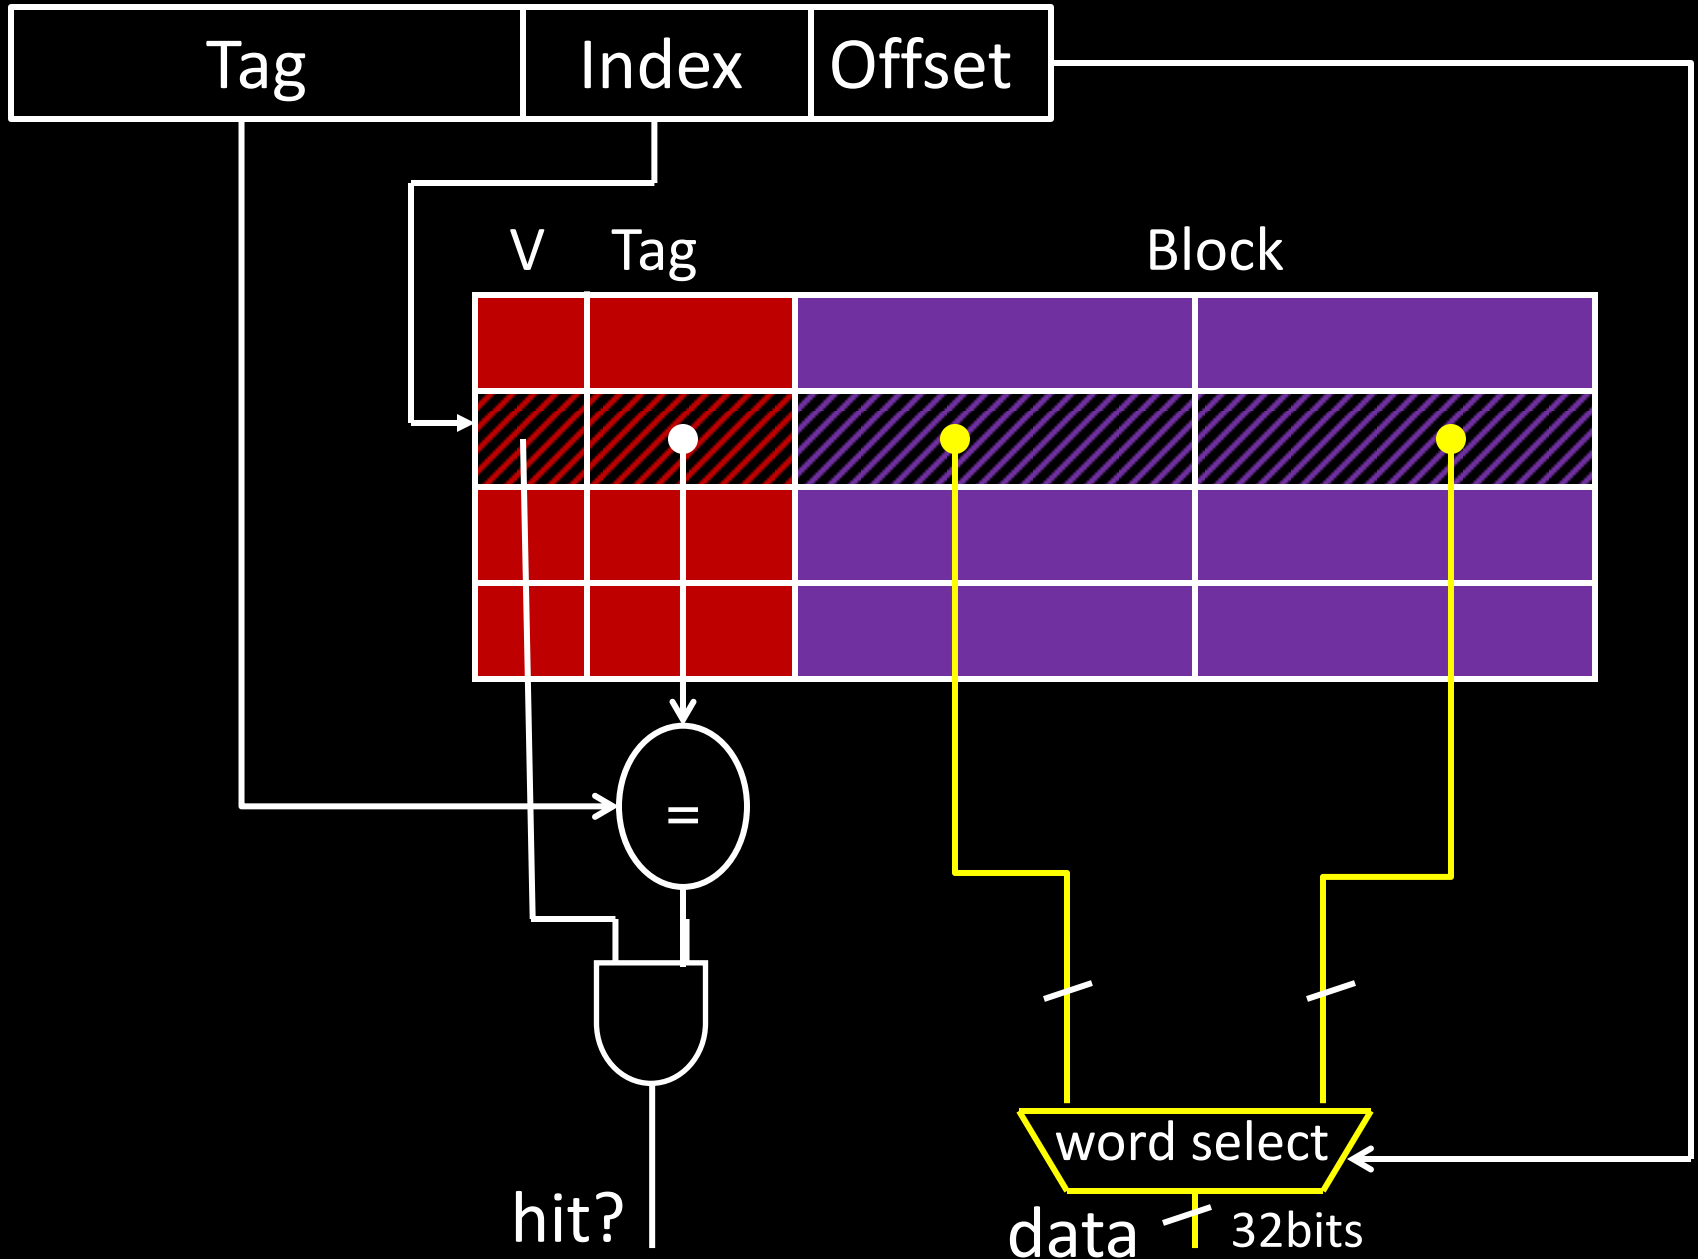 Tag Index Offset
V Tag Block
=
word select
hit?
data 32bits